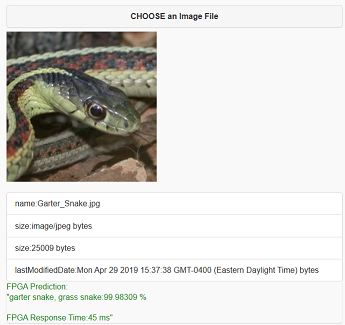 CHOOSE an Image File
name:Garter_Snake.jpg
size:image/jpeg bytes
size:25009 bytes
lastModifiedDate:Mon Apr 29 2019 15:37:38 GMT-0400 (Eastern Daylight Time) bytes
FPGA Prediction:
"garter snake, grass snake:99.98309 %
FPGA Response Time:45 ms"